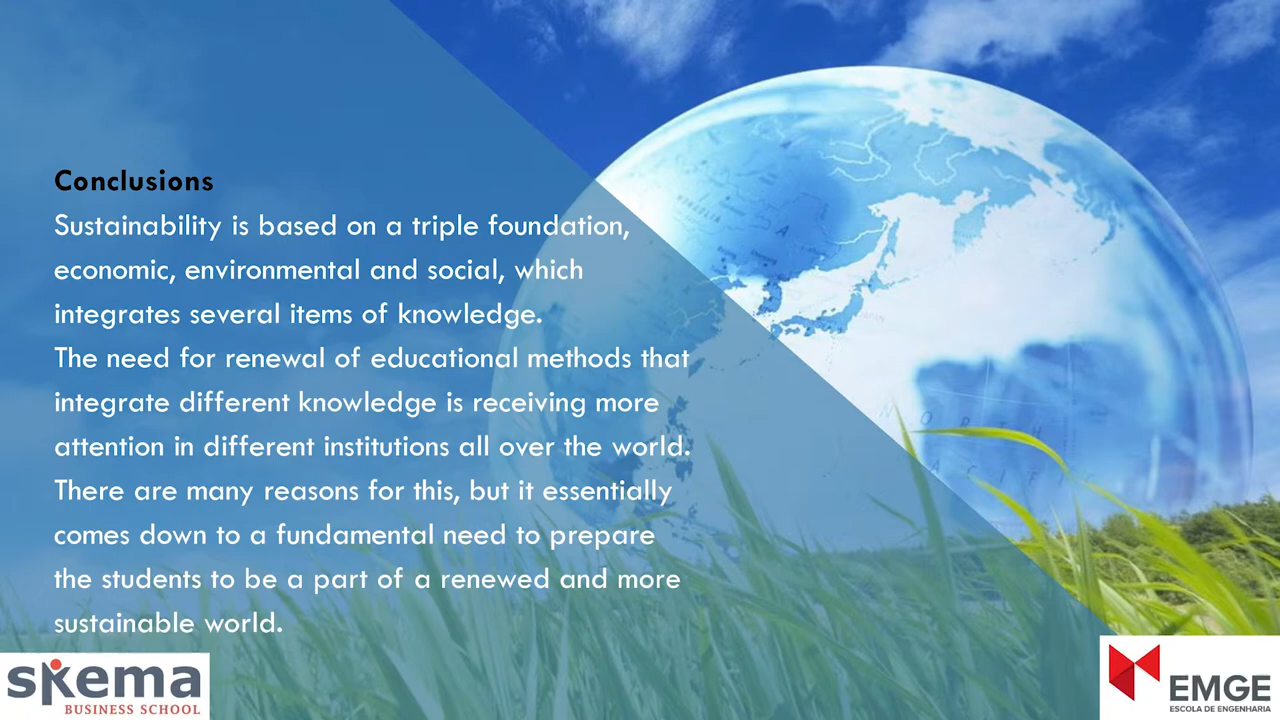 Conclusions
Sustainability is based on a triple foundation,
economic, environmental and social, which
integrates several items of knowledge.
The need for renewal of educational methods that
integrate different knowledge is receiving more
attention in different institutions all over the world.
There are many reasons for this, but it essentially
comes down to a fundamental need to prepare
the students to be a part of a renewed and more
sustainable world.
skema
BUSINESS SCHOOL
EMGE
ESCOLA DE ENGENHARIA